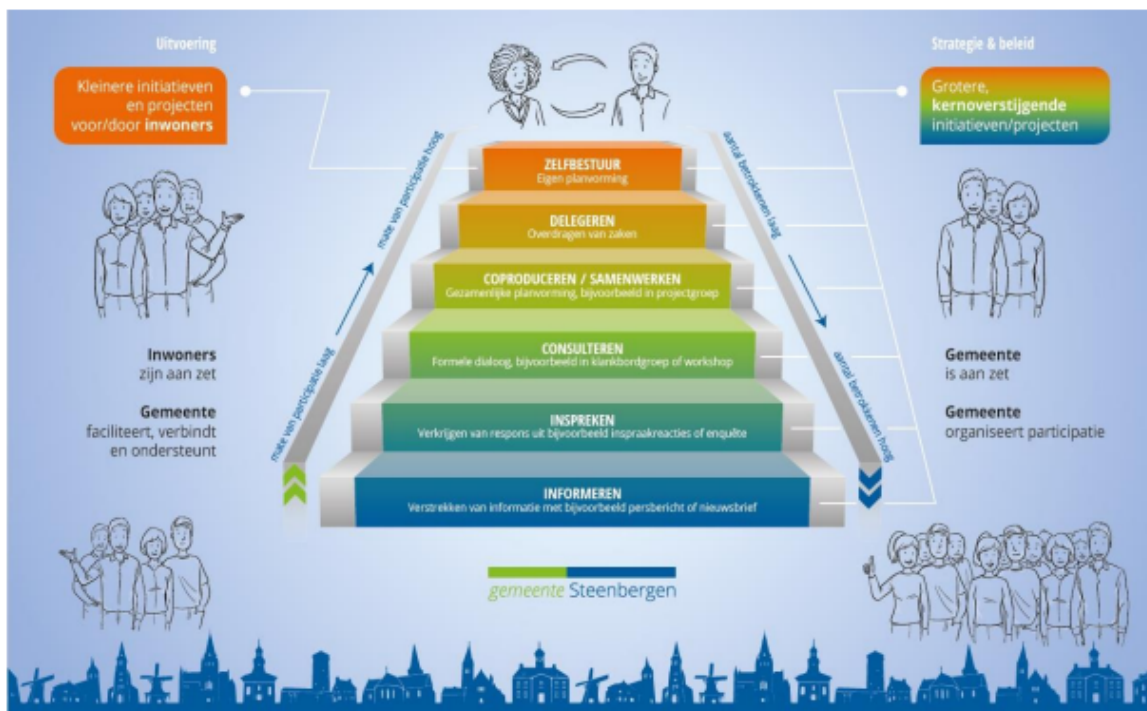 Uitvoering
Kleinere initiatieven
en projecten
voor/door inwoners
Inwoners
zijn aan zet
Gemeente
faciliteert, verbindt
en ondersteunt
mate van participatie hoog
mate van participatie laag
ZELFBESTUUR
Eigen planvorming
DELEGEREN
Overdragen van zaken
COPRODUCEREN / SAMENWERKEN
Gezamenlijke planvorming, bijvoorbeeld in projectgroep
CONSULTEREN
Formele dialoog, bijvoorbeeld in klankbordgroep of workshop
INSPREKEN
Verkrijgen van respons uit bijvoorbeeld inspraakreacties of enquête
INFORMEREN
Verstrekken van informatie met bijvoorbeeld persbericht of nieuwsbrief
aantal betrokkenen laag
aantal betrokkenen hoog
Strategie & beleid
Grotere,
kernoverstijgende
initiatieven/projecten
Gemeente
is aan zet
Gemeente
organiseert participatie
gemeente Steenbergen